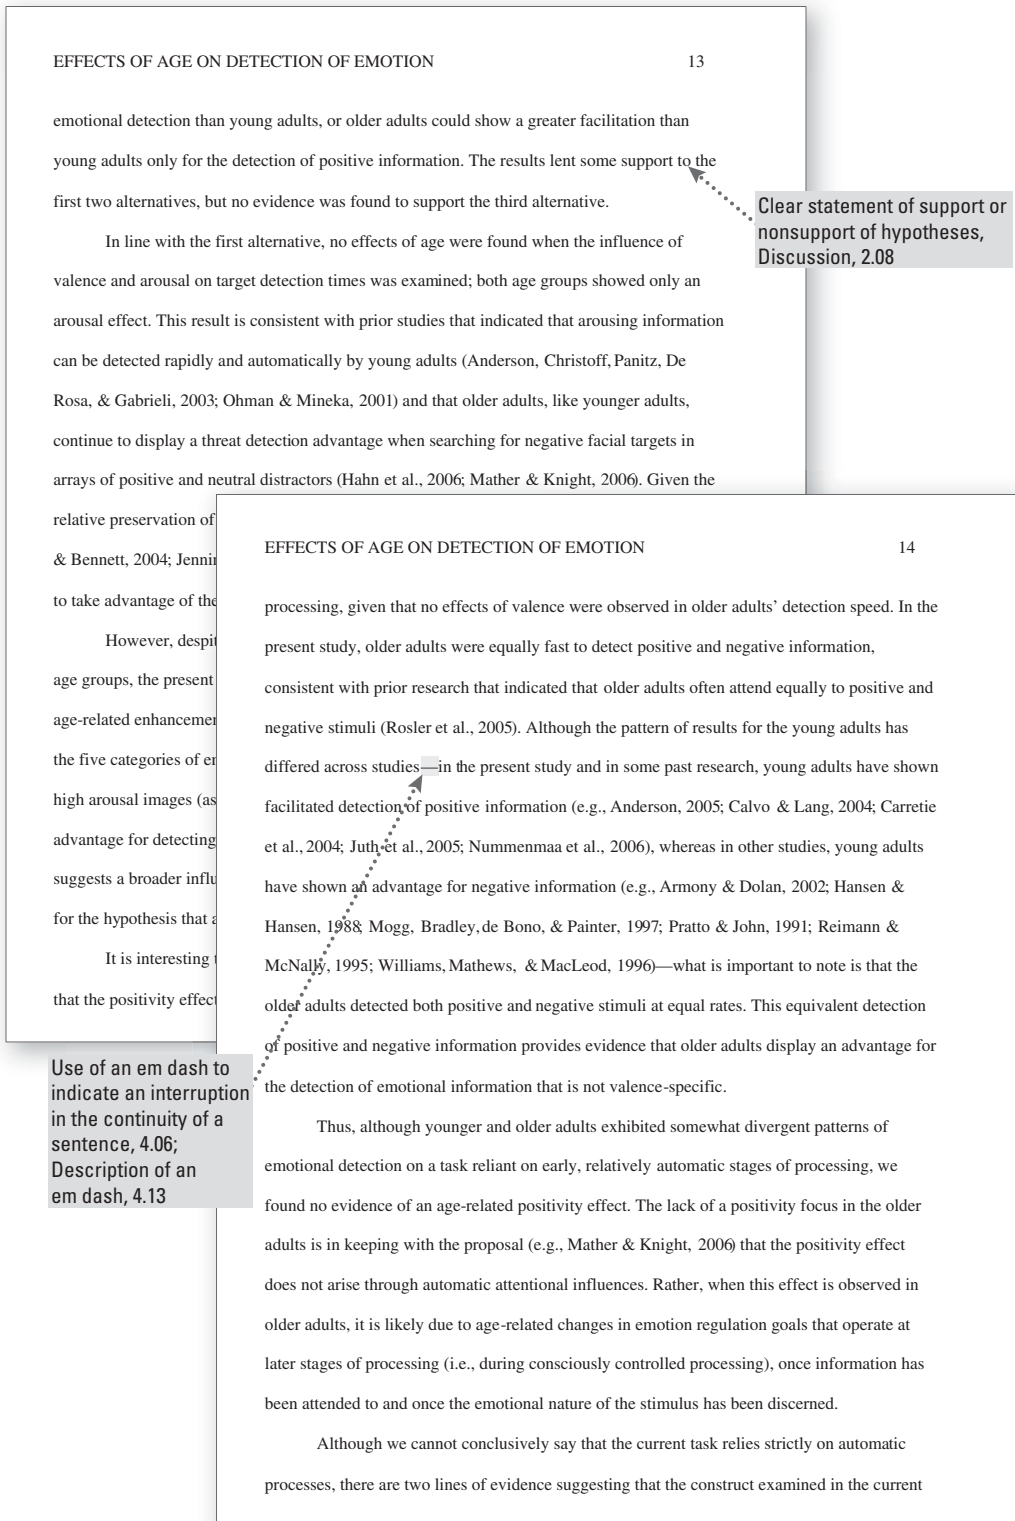 EFFECTS OF AGE ON DETECTION OF EMOTION 13
emotional detection than young adults, or older adults could show a greater facilitation than
young adults only for the detection of positive information. The results lent some support to the
first two alternatives, but no evidence was found to support the third alternative.
In line with the first alternative, no effects of age were found when the influence of
valence and arousal on target detection times was examined; both age groups showed only an
arousal effect. This result is consistent with prior studies that indicated that arousing information
can be detected rapidly and automatically by young adults (Anderson, Christoff, Panitz, De
Rosa, & Gabrieli, 2003; Ohman & Mineka, 2001) and that older adults, like younger adults,
continue to display a threat detection advantage when searching for negative facial targets in
arrays of positive and neutral distractors (Hahn et al., 2006; Mather & Knight, 2006). Given the
relative preservation of
& Bennett, 2004; Jenni
to take advantage of the
However, despi
age groups, the present
age-related enhancemen
the five categories of e
high arousal images (as
advantage for detecting
suggests a broader influ
for the hypothesis that a
It is interesting
that the positivity effect
Clear statement of support or
nonsupport of hypotheses,
Discussion, 2.08
EFFECTS OF AGE ON DETECTION OF EMOTION 14
processing, given that no effects of valence were observed in older adults’ detection speed. In the
present study, older adults were equally fast to detect positive and negative information,
consistent with prior research that indicated that older adults often attend equally to positive and
negative stimuli (Rosler et al., 2005). Although the pattern of results for the young adults has
differed across studies—in the present study and in some past research, young adults have shown
facilitated detection of positive information (e.g., Anderson, 2005; Calvo & Lang, 2004; Carretie
et al., 2004; Juth et al., 2005; Nummenmaa et al., 2006), whereas in other studies, young adults
have shown an advantage for negative information (e.g., Armony & Dolan, 2002; Hansen &
Hansen, 1988; Mogg, Bradley, de Bono, & Painter, 1997; Pratto & John, 1991; Reimann &
McNally, 1995; Williams, Mathews, & MacLeod, 1996)—what is important to note is that the
older adults detected both positive and negative stimuli at equal rates. This equivalent detection
of positive and negative information provides evidence that older adults display an advantage for
the detection of emotional information that is not valence-specific.
Thus, although younger and older adults exhibited somewhat divergent patterns of
emotional detection on a task reliant on early, relatively automatic stages of processing, we
found no evidence of an age-related positivity effect. The lack of a positivity focus in the older
adults is in keeping with the proposal (e.g., Mather & Knight, 2006) that the positivity effect
does not arise through automatic attentional influences. Rather, when this effect is observed in
older adults, it is likely due to age-related changes in emotion regulation goals that operate at
later stages of processing (i.e., during consciously controlled processing), once information has
been attended to and once the emotional nature of the stimulus has been discerned.
Although we cannot conclusively say that the current task relies strictly on automatic
processes, there are two lines of evidence suggesting that the construct examined in the current
Use of an em dash to
indicate an interruption
in the continuity of a
sentence, 4.06;
Description of an
em dash, 4.13